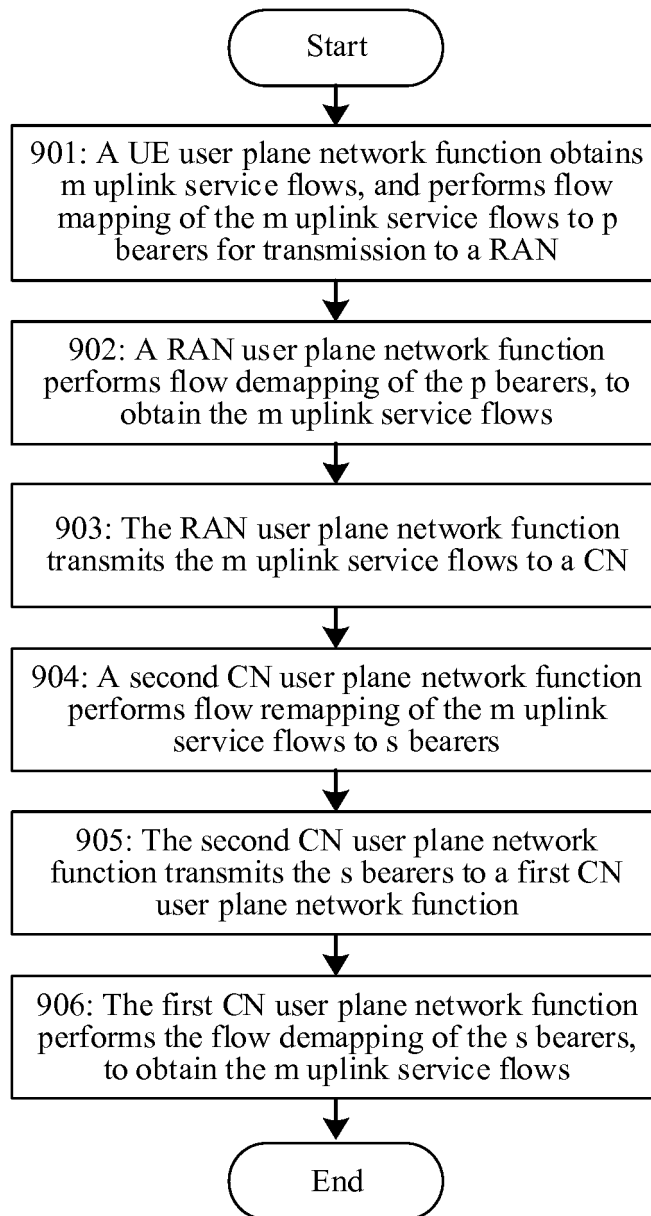 Start
901: A UE user plane network function obtains
m uplink service flows, and performs flow
mapping of the m uplink service flows to p
bearers for transmission to a RAN
902: A RAN user plane network function
performs flow demapping of the p bearers, to
obtain the m uplink service flows
903: The RAN user plane network function
transmits the m uplink service flows to a CN
904: A second CN user plane network function
performs flow remapping of the m uplink
service flows to s bearers
905: The second CN user plane network
function transmits the s bearers to a first CN
user plane network function
906: The first CN user plane network function
performs the flow demapping of the s bearers,
to obtain the m uplink service flows
End